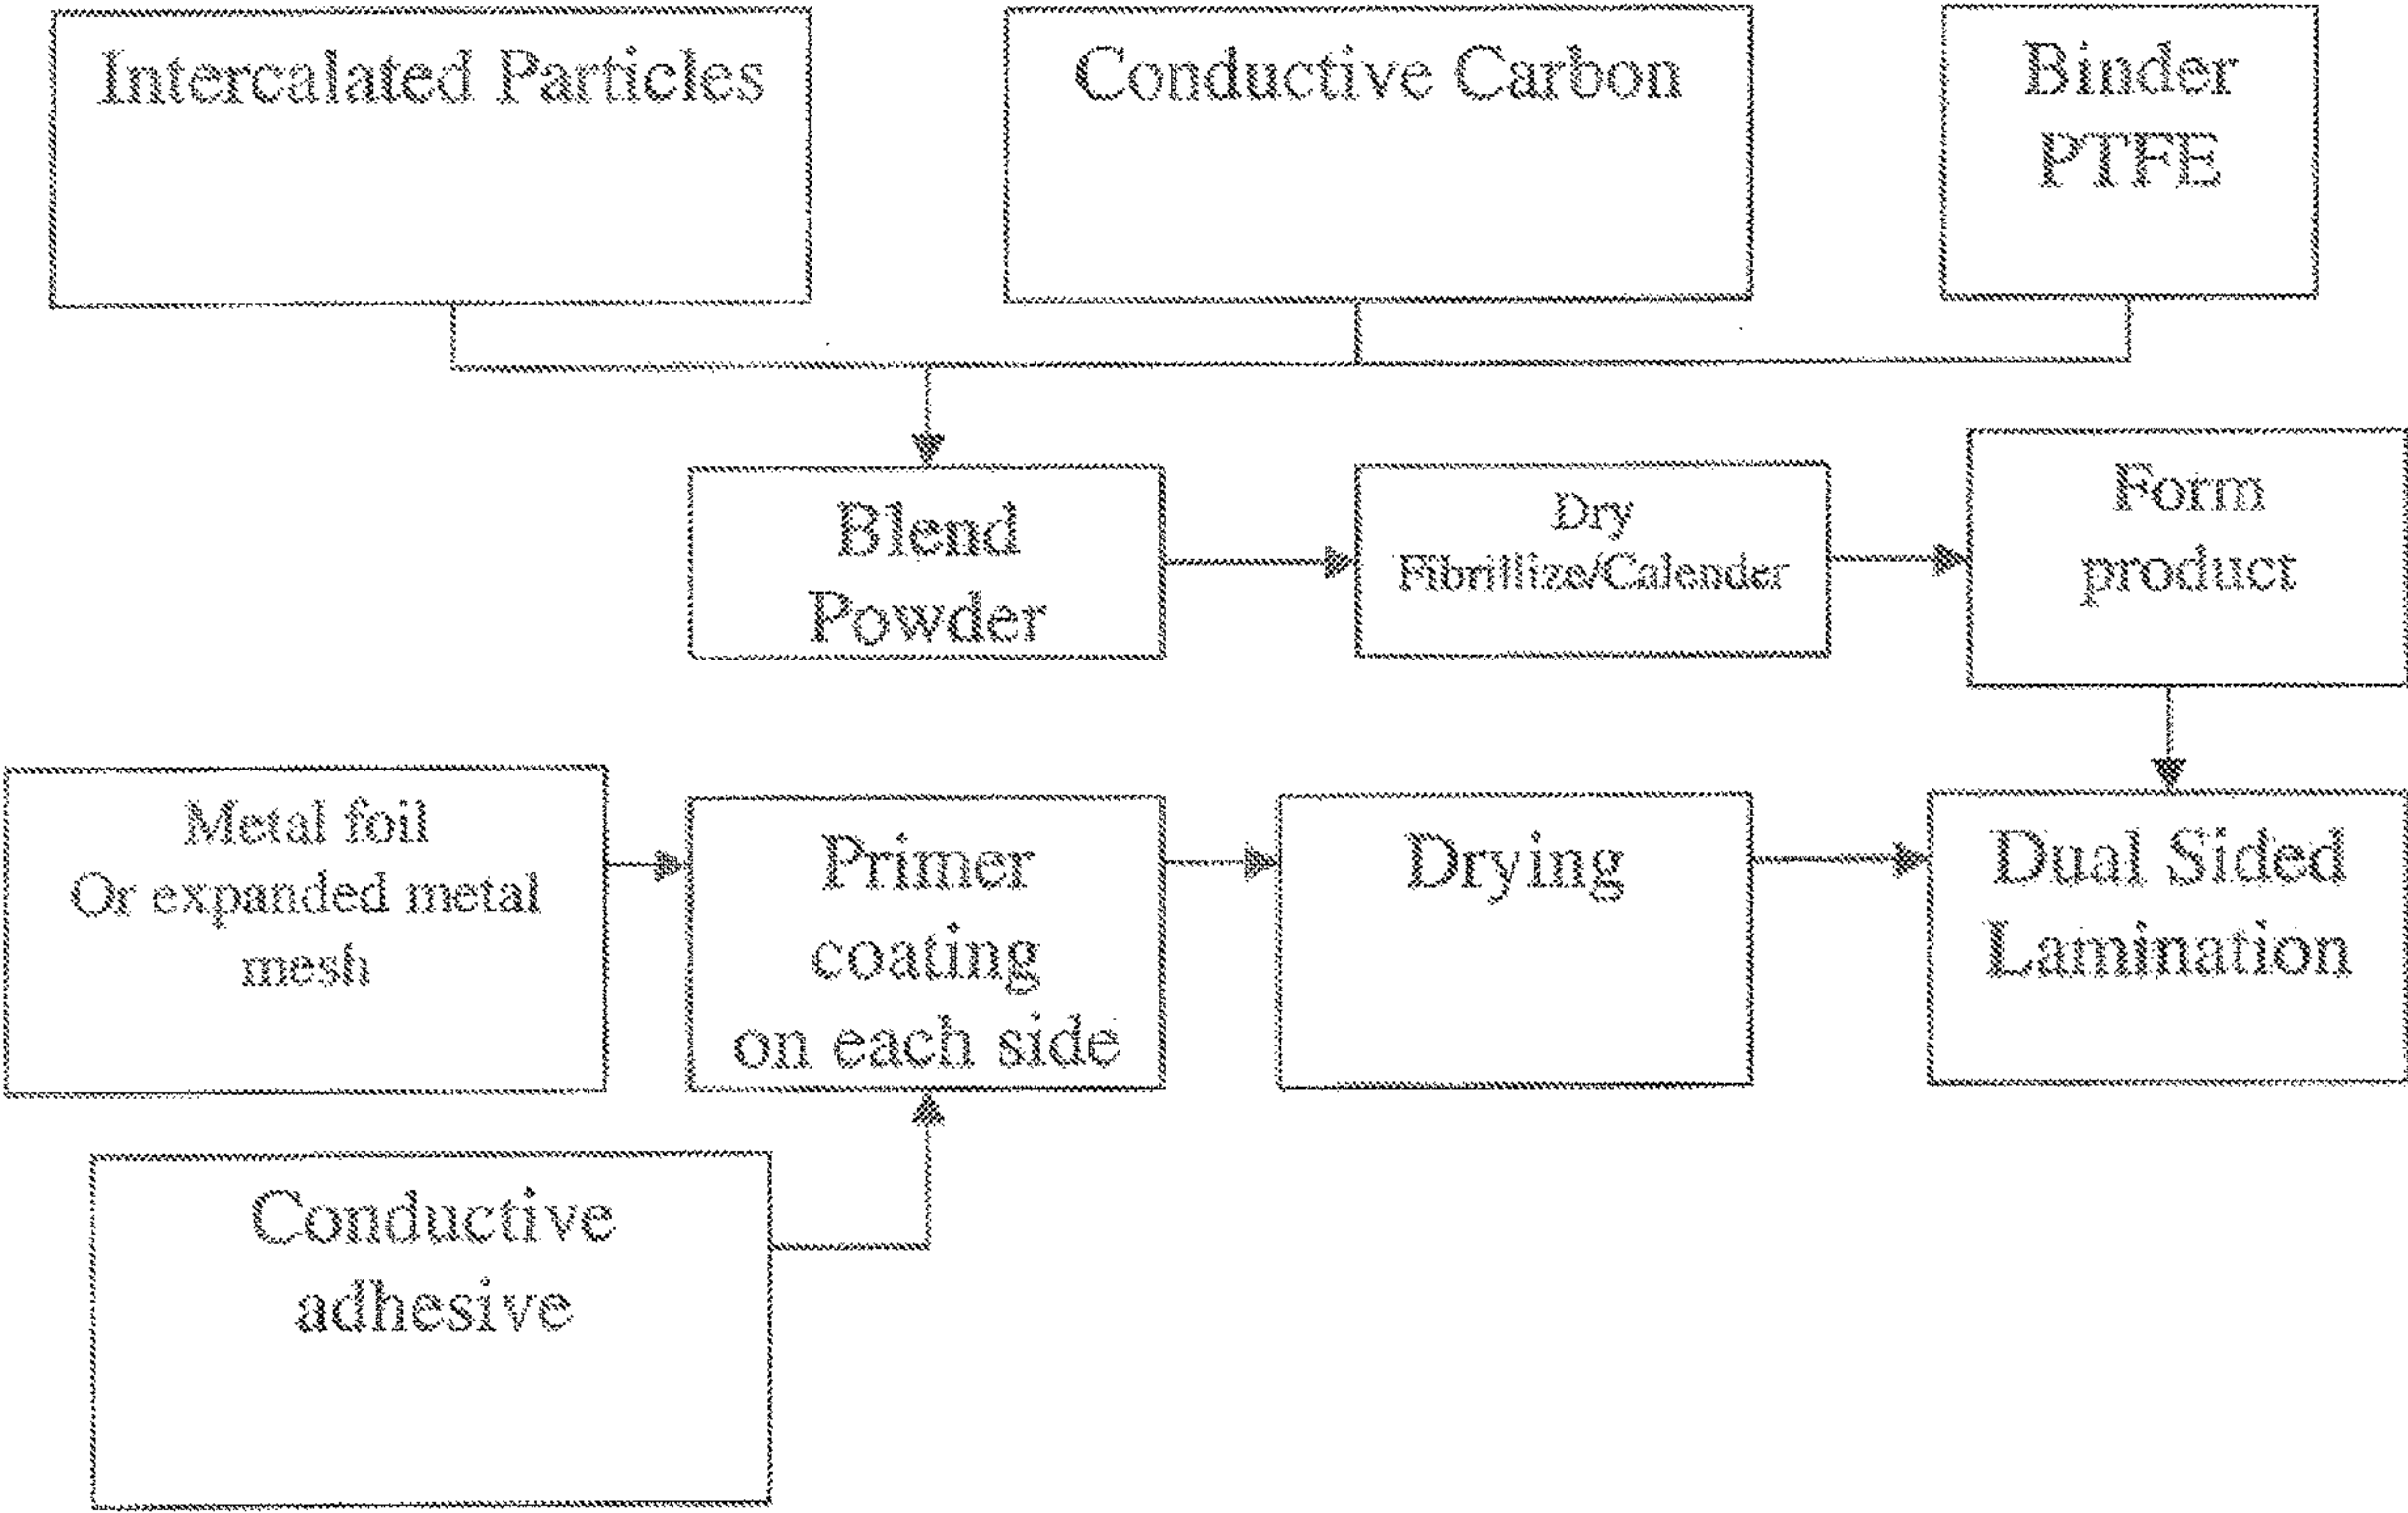 Intercalated Particles
Conductive Carbon
Binder
PTFE
Blend
Powder
Dry
Fibrillize/Calender
Form
product
Metal foil
Or expanded metal
mesh
Primer
coating
on each side
Drying
Dual Sided
Lamination
Conductive
adhesive